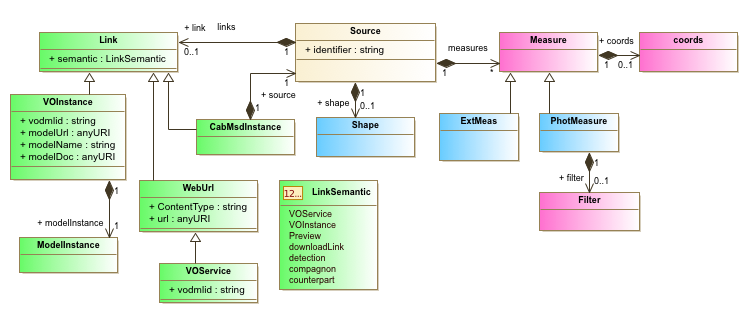 Link
+ semantic : LinkSemantic
+ link
links
0..1
1
Source
+ identifier : string
measures
1
*
Measure
+ coords
1
0..1
coords
VOInstance
+ vodmlid : string
+ modelUrl : anyURI
+ modelName : string
+ modelDoc : anyURI
1
+ source
1
CabMsdInstance
1
+ shape
0..1
Shape
ExtMeas
PhotMeasure
1
+ filter
0..1
Filter
1
+ modelInstance
1
ModelInstance
WebUrl
+ ContentType : string
+ url : anyURI
VOService
+ vodmlid : string
12...
LinkSemantic
VOService
VOInstance
Preview
downloadLink
detection
compagnon
counterpart